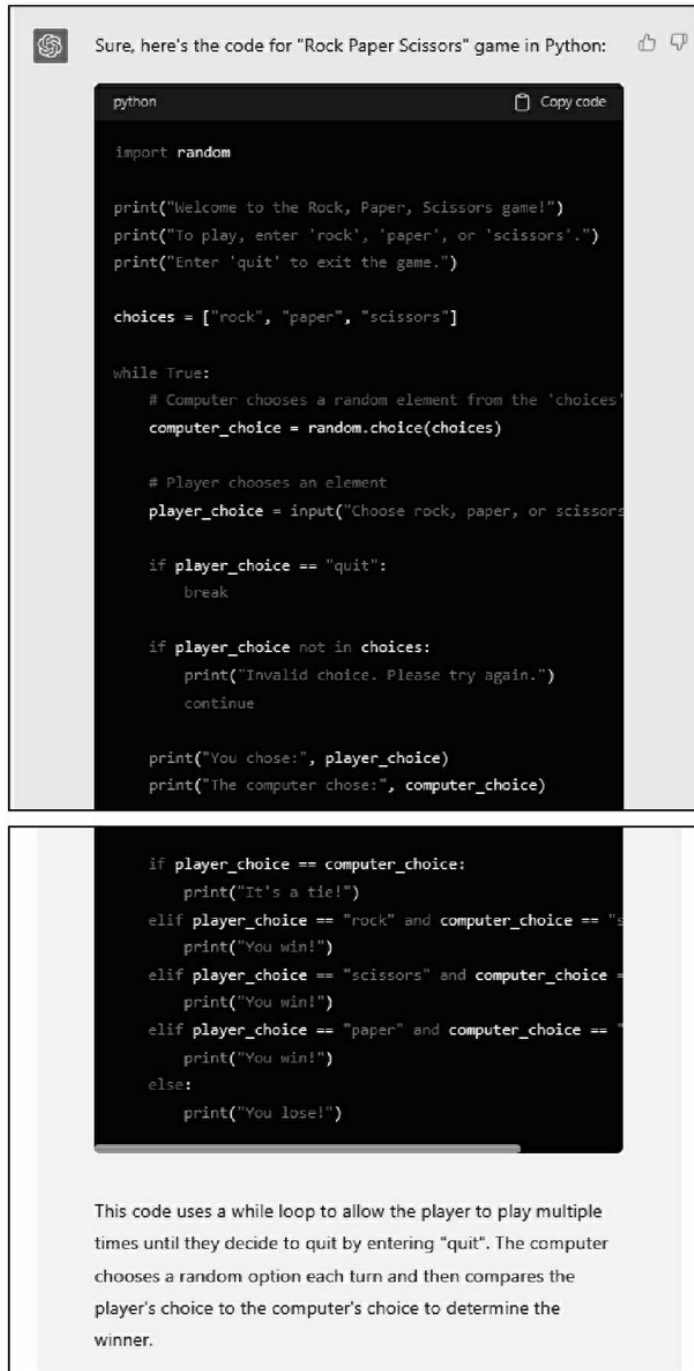 Sure, here's the code for "Rock Paper Scissors" game in Python:
python Copy code
import random
print("Welcome to the Rock, Paper, Scissors game!")
print("To play, enter 'rock', 'paper', or 'scissors'.")
print("Enter 'quit' to exit the game.")
choices = ["rock", "paper", "scissors"]
while True:
# Computer chooses a random element from the 'choices'
computer_choice = random.choice(choices)
# Player chooses an element
player_choice = input("Choose rock, paper, or scissors
if player_choice == "quit":
break
if player_choice not in choices:
print("Invalid choice. Please try again.")
continue
print("You chose:", player_choice)
print("The computer chose:", computer_choice)
if player_choice == computer_choice:
print("It's a tie!")
elif player_choice == "rock" and computer_choice == "s
print("You win!")
elif player_choice == "scissors" and computer_choice =
print("You win!")
elif player_choice == "paper" and computer_choice == "
print("You win!")
else:
print("You lose!")
This code uses a while loop to allow the player to play multiple
times until they decide to quit by entering "quit". The computer
chooses a random option each turn and then compares the
player's choice to the computer's choice to determine the
winner.